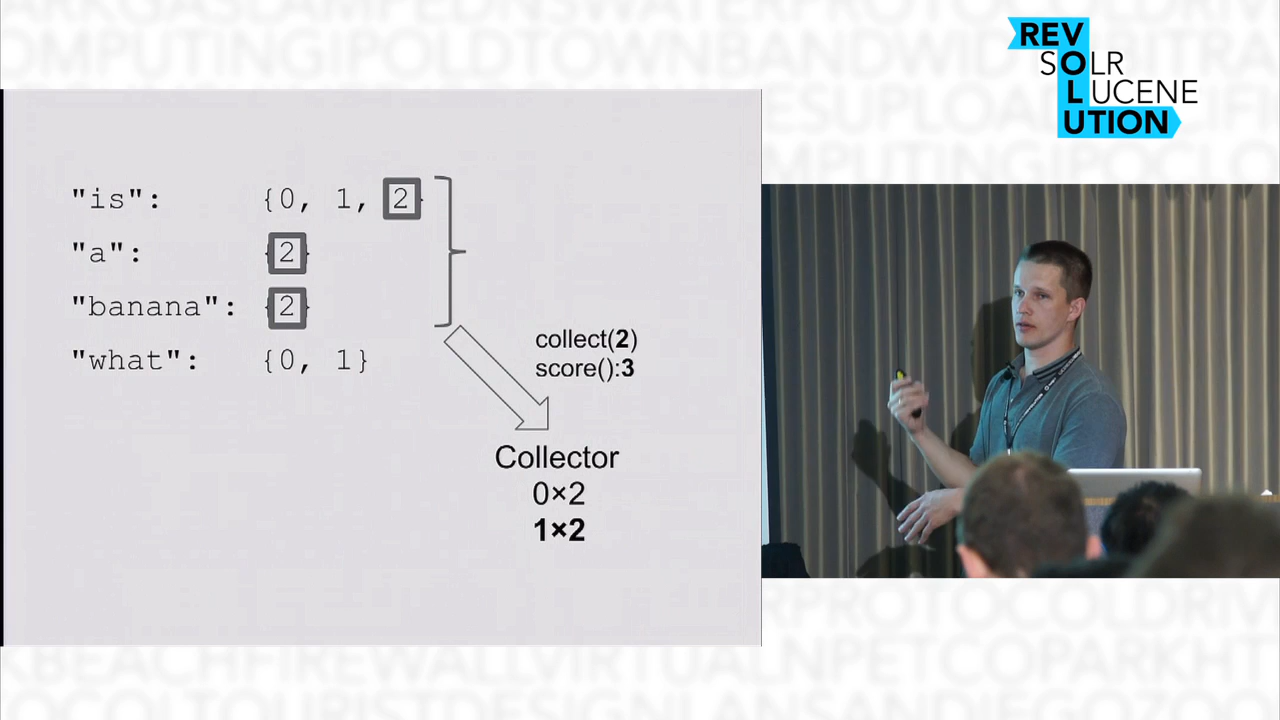 REV
SOLR
LUCENE
UTION
"is": {0, 1, 2}
"a": {2}
"banana": {2}
"what": {0, 1}
collect(2)
score():3
Collector
0×2
1×2